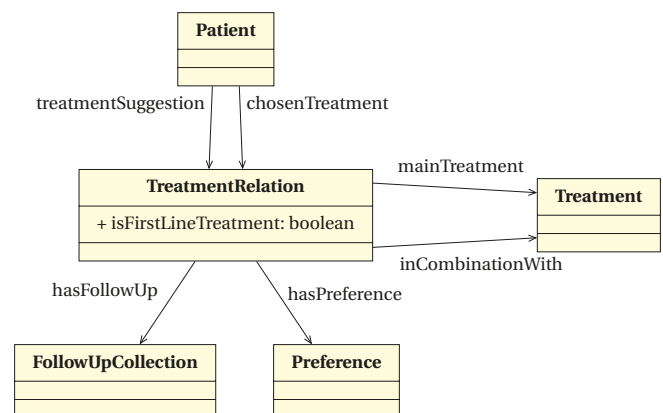 Patient
treatmentSuggestion
chosenTreatment
TreatmentRelation
+ isFirstLineTreatment: boolean
mainTreatment
Treatment
inCombinationWith
hasFollowUp
hasPreference
FollowUpCollection
Preference